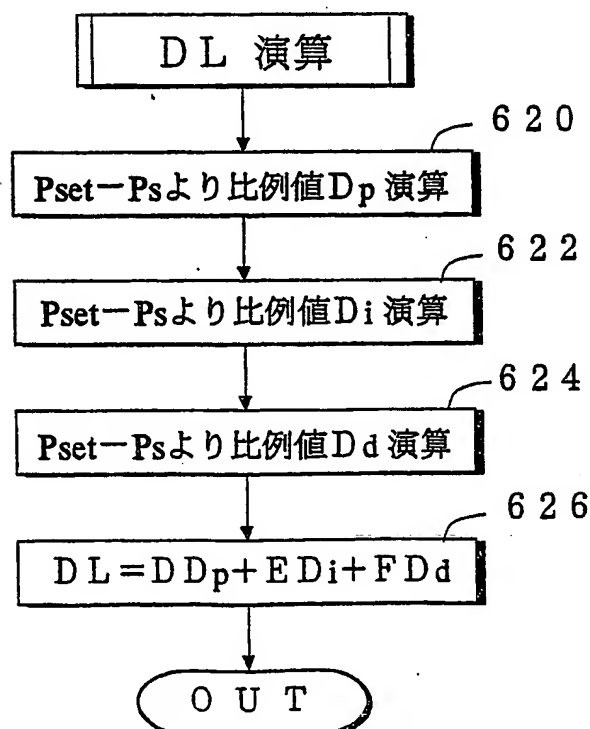 DL 演算
620
Pset－Psより比例値Dp演算
622
Pset－Psより比例値Di演算
624
Pset－Psより比例値Dd演算
626
DL=DDp+EDi+FDd
OUT